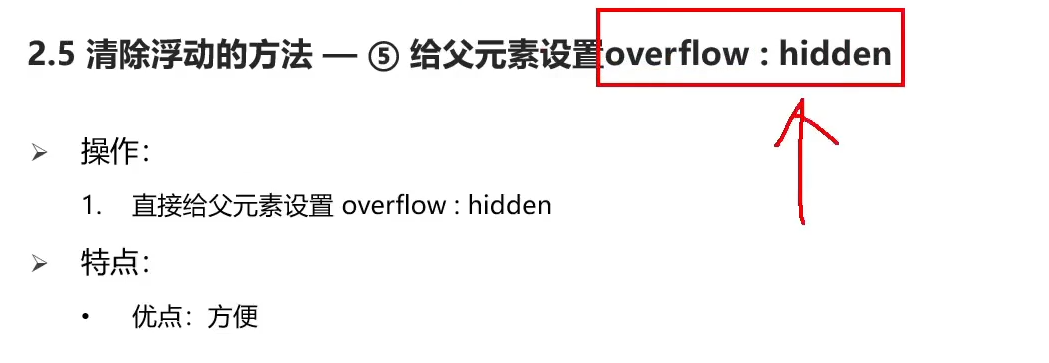 2.5 清除浮动的方法 — ⑤ 给父元素设置overflow : hidden
➢ 操作：
1. 直接给父元素设置 overflow : hidden
➢ 特点：
• 优点：方便